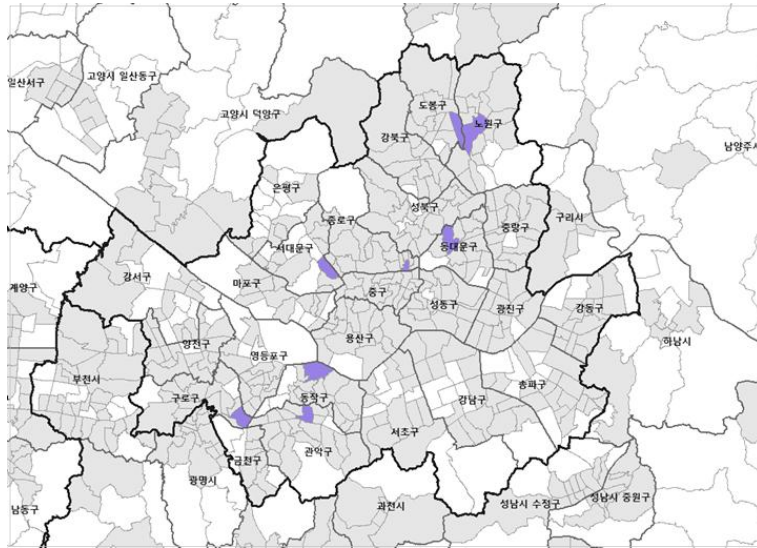 일산서구
고양시 일산동구
고양시 덕양구
도봉구
노원구
강북구
남양주시
은평구
성북구
종로구
중랑구
구리시
서대문구
동대문구
강서구
마포구
계양구
중구
성동구
광진구
강동구
양천구
영등포구
용산구
하남시
부천시
구로구
동작구
강남구
송파구
서초구
금천구
관악구
광명시
과천시
성남시 수정구
성남시 중원구
남동구